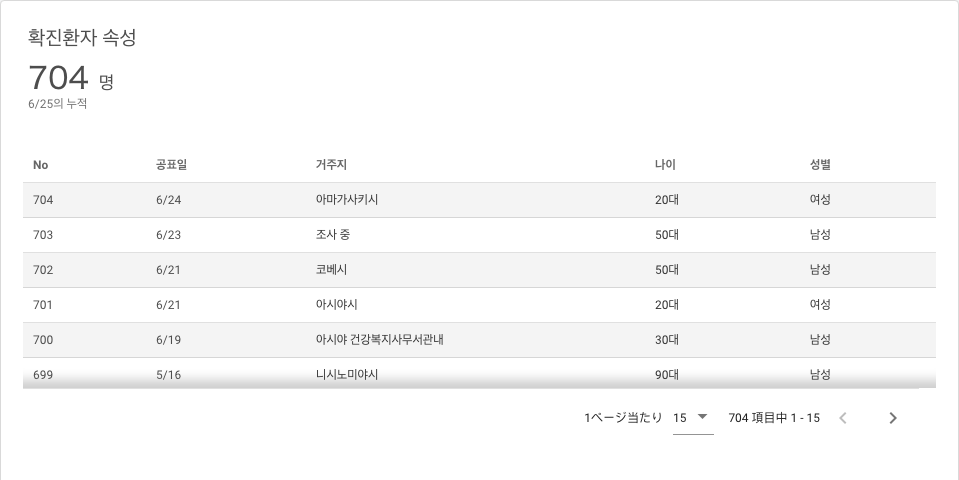 확진환자 속성
704 명
6/25의 누적
No 공표일 거주지 나이 성별
704 6/24 아마가사키시 20대 여성
703 6/23 조사 중 50대 남성
702 6/21 코베시 50대 남성
701 6/21 아시야시 20대 여성
700 6/19 아시야 건강복지사무서관내 30대 남성
699 5/16 니시노미야시 90대 남성
1ページ当たり 15 704 項目中 1 - 15